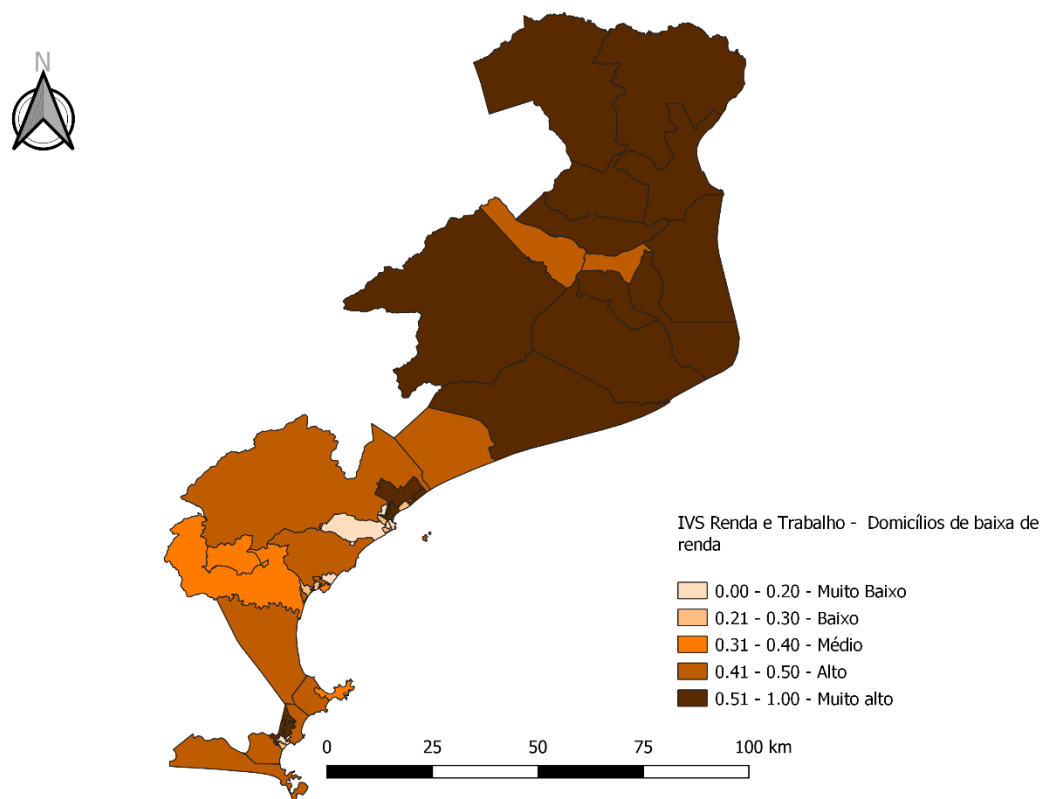 N
IVS Renda e Trabalho -  Domicílios de baixa de
renda
0.00 - 0.20 - Muito Baixo
0.21 - 0.30 - Baixo
0.31 - 0.40 - Médio
0.41 - 0.50 - Alto
0.51 - 1.00 - Muito alto
0 25 50 75 100 km